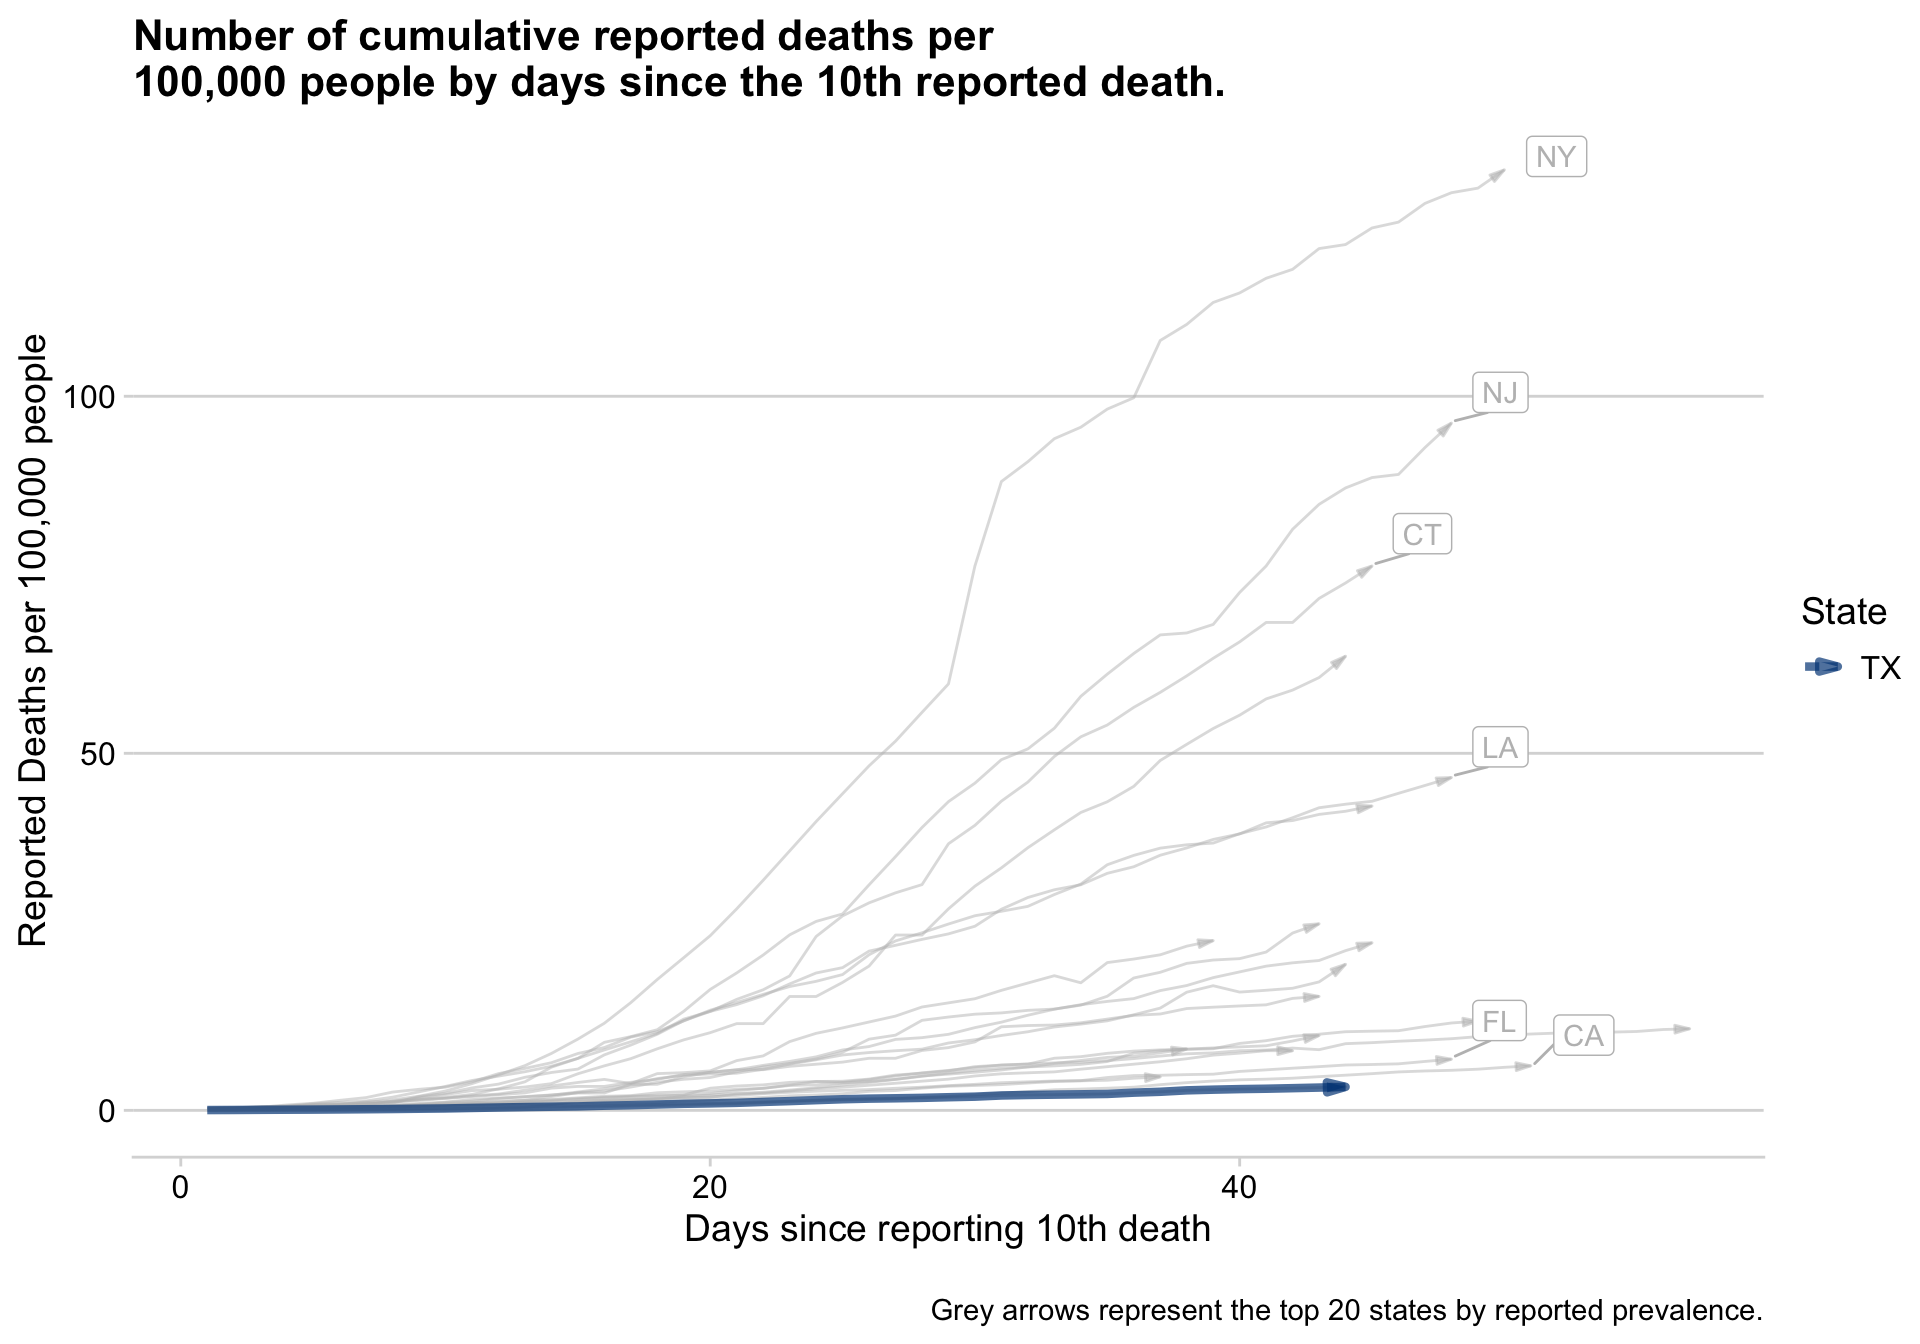 Number of cumulative reported deaths per
100,000 people by days since the 10th reported death.
NY
Reported Deaths per 100,000 people
100
NJ
CT
State
TX
50
LA
FL
CA
0
0
20
40
Days since reporting 10th death
Grey arrows represent the top 20 states by reported prevalence.